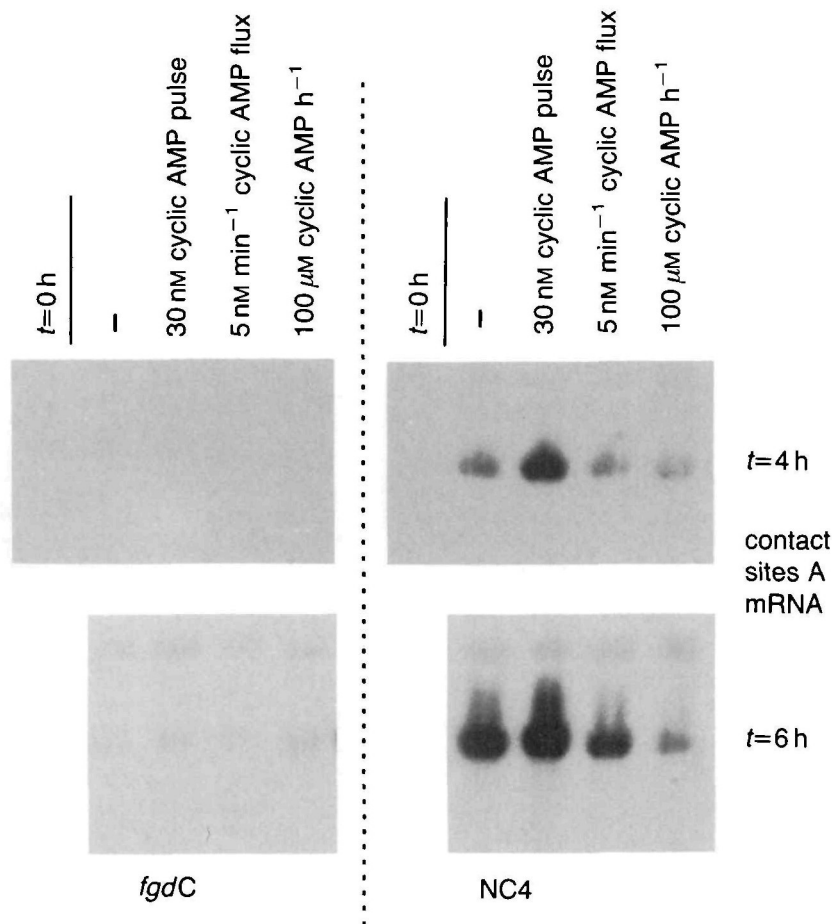 t=0 h
–
30 nM cyclic AMP pulse
5 nM min⁻¹ cyclic AMP flux
100 µM cyclic AMP h⁻¹
t=0 h
–
30 nM cyclic AMP pulse
5 nM min⁻¹ cyclic AMP flux
100 µM cyclic AMP h⁻¹
t=4 h
contact
sites A
mRNA
t=6 h
fgdC
NC4